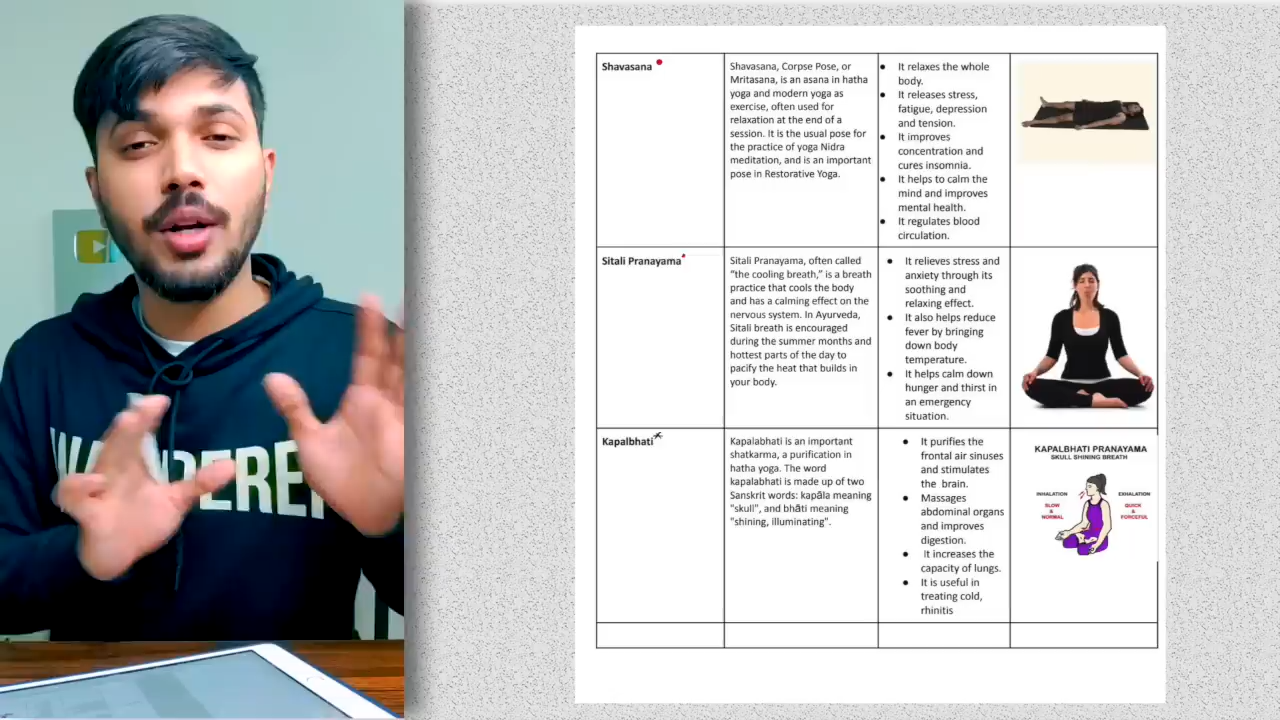 WANDERER
Shavasana
Shavasana, Corpse Pose, or
Mritasana, is an asana in hatha
yoga and modern yoga as
exercise, often used for
relaxation at the end of a
session. It is the usual pose for
the practice of yoga Nidra
meditation, and is an important
pose in Restorative Yoga.
● It relaxes the whole
body.
● It releases stress,
fatigue, depression
and tension.
● It improves
concentration and
cures insomnia.
● It helps to calm the
mind and improves
mental health.
● It regulates blood
circulation.
Sitali Pranayama
Sitali Pranayama, often called
“the cooling breath,” is a breath
practice that cools the body
and has a calming effect on the
nervous system. In Ayurveda,
Sitali breath is encouraged
during the summer months and
hottest parts of the day to
pacify the heat that builds in
your body.
● It relieves stress and
anxiety through its
soothing and
relaxing effect.
● It also helps reduce
fever by bringing
down body
temperature.
● It helps calm down
hunger and thirst in
an emergency
situation.
Kapalbhati
Kapalabhati is an important
shatkarma, a purification in
hatha yoga. The word
kapalabhati is made up of two
Sanskrit words: kapāla meaning
"skull", and bhāti meaning
"shining, illuminating".
● It purifies the
frontal air sinuses
and stimulates
the brain.
● Massages
abdominal organs
and improves
digestion.
● It increases the
capacity of lungs.
● It is useful in
treating cold,
rhinitis
KAPALBHATI PRANAYAMA
SKULL SHINING BREATH
INHALATION
SLOW
&
NORMAL
EXHALATION
QUICK
&
FORCEFUL